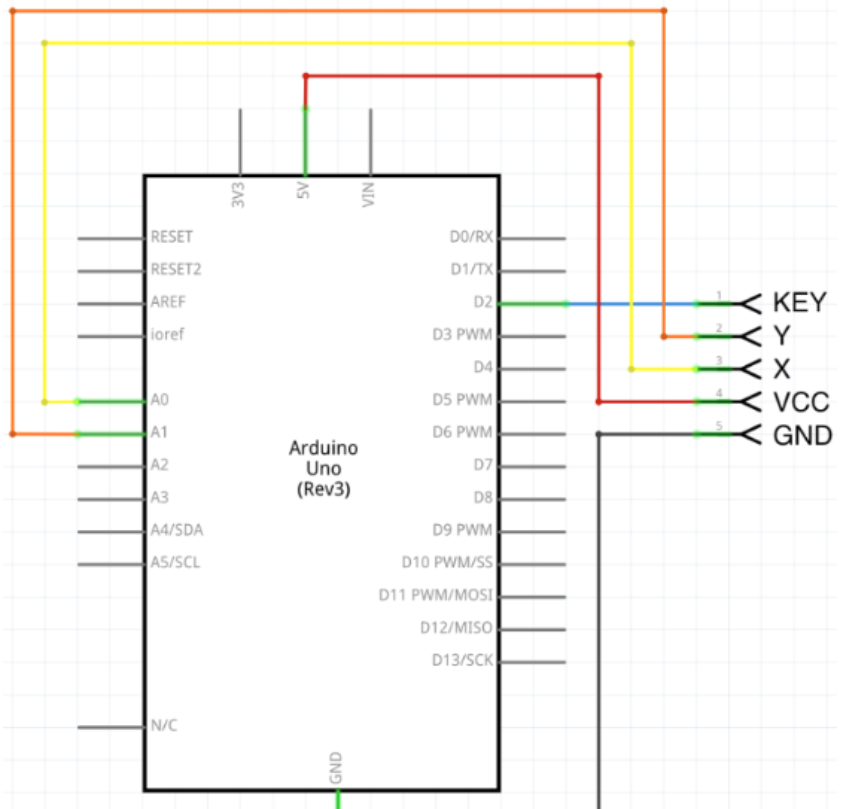 3V3
5V
VIN
RESET
RESET2
AREF
ioref
A0
A1
A2
A3
A4/SDA
A5/SCL
N/C
Arduino
Uno
(Rev3)
D0/RX
D1/TX
D2
D3 PWM
D4
D5 PWM
D6 PWM
D7
D8
D9 PWM
D10 PWM/SS
D11 PWM/MOSI
D12/MISO
D13/SCK
GND
1 KEY
2 Y
3 X
4 VCC
5 GND